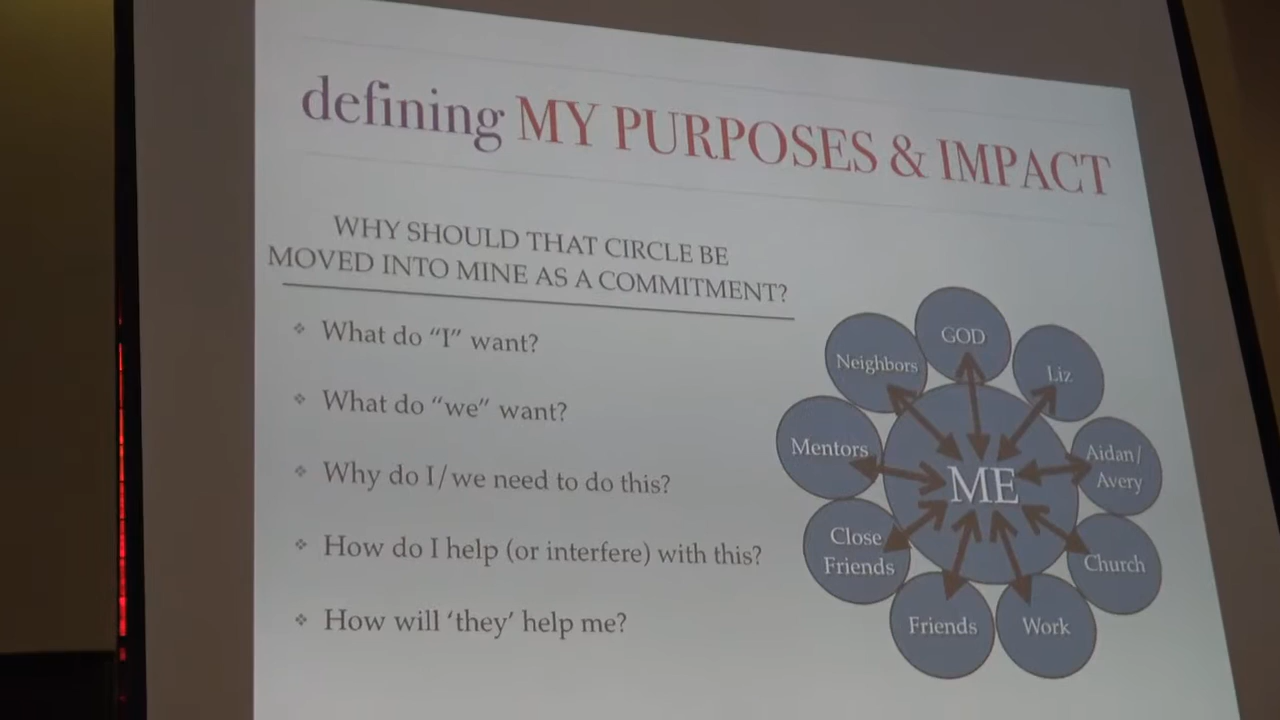 defining MY PURPOSES & IMPACT
WHY SHOULD THAT CIRCLE BE
MOVED INTO MINE AS A COMMITMENT?
What do “I” want?
What do “we” want?
Why do I/we need to do this?
How do I help (or interfere) with this?
How will ‘they’ help me?
GOD
Neighbors
Liz
Mentors
Aidan/
Avery
ME
Close
Friends
Church
Friends
Work